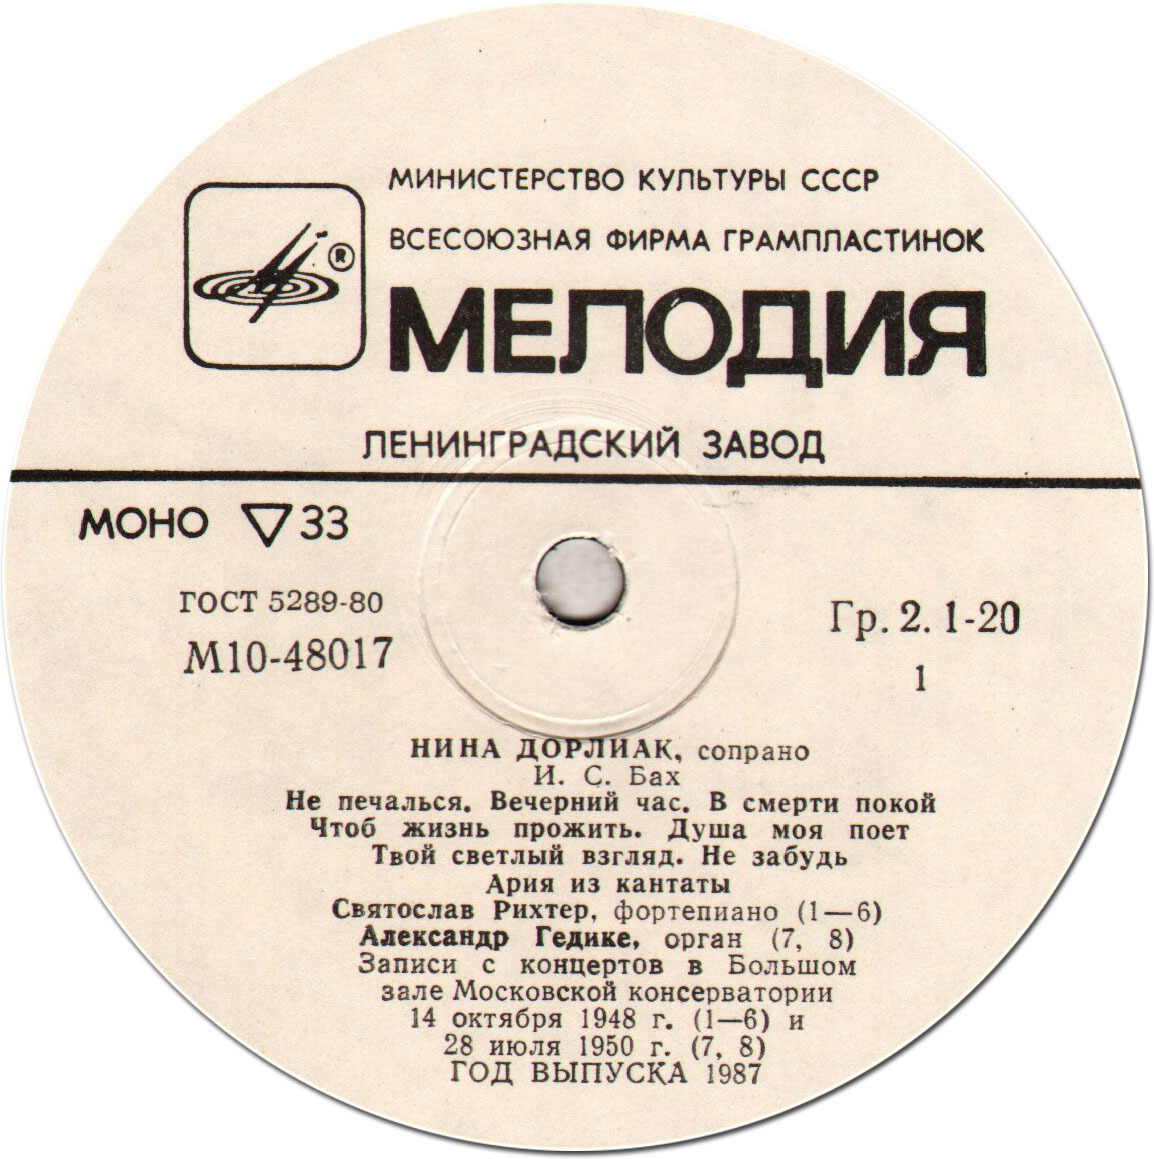 МИНИСТЕРСТВО КУЛЬТУРЫ СССР
ВСЕСОЮЗНАЯ ФИРМА ГРАМПЛАСТИНОК
®
МЕЛОДИЯ
ЛЕНИНГРАДСКИЙ ЗАВОД
МОНО ▽ 33
ГОСТ 5289-80
М10-48017
Гр. 2. 1-20
1
НИНА ДОРЛИАК, сопрано
И. С. Бах
Не печалься. Вечерний час. В смерти покой
Чтоб жизнь прожить. Душа моя поет
Твой светлый взгляд. Не забудь
Ария из кантаты
Святослав Рихтер, фортепиано (1—6)
Александр Гедике, орган (7, 8)
Записи с концертов в Большом
зале Московской консерватории
14 октября 1948 г. (1—6) и
28 июля 1950 г. (7, 8)
ГОД ВЫПУСКА 1987